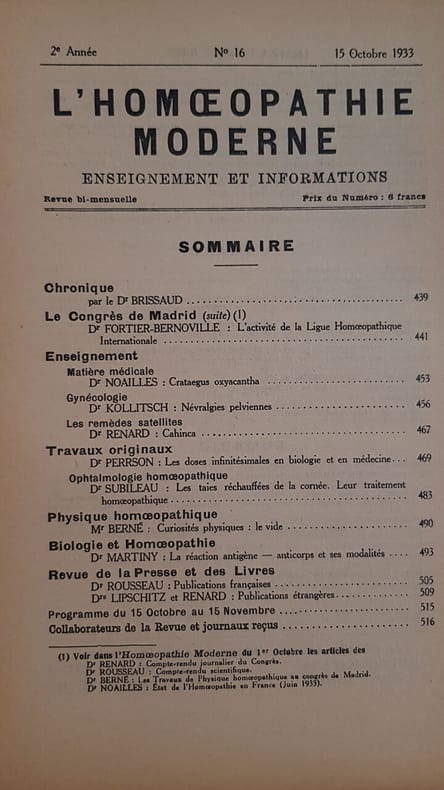 2e Année No 16 15 Octobre 1933
L'HOMŒOPATHIE
MODERNE
ENSEIGNEMENT ET INFORMATIONS
Revue bi-mensuelle Prix du Numéro : 6 francs
SOMMAIRE
Chronique
par le Dr BRISSAUD ........ 439
Le Congrès de Madrid (suite) (1)
Dr FORTIER-BERNOVILLE : L'activité de la Ligue Homœopathique
Internationale ........ 441
Enseignement
Matière médicale
Dr NOAILLES : Crataegus oxyacantha ........ 453
Gynécologie
Dr KOLLITSCH : Névralgies pelviennes ........ 456
Les remèdes satellites
Dr RENARD : Cahinca ........ 467
Travaux originaux
Dr PERRSON : Les doses infinitésimales en biologie et en médecine... 469
Ophtalmologie homœopathique
Dr SUBILEAU : Les taies réchauffées de la cornée. Leur traitement
homœopathique ........ 483
Physique homœopathique
Mr BERNÉ : Curiosités physiques : le vide ........ 490
Biologie et Homœopathie
Dr MARTINY : La réaction antigène — anticorps et ses modalités .... 493
Revue de la Presse et des Livres
Dr ROUSSEAU : Publications françaises ........ 505
Drs LIPSCHITZ et RENARD : Publications étrangères ........ 509
Programme du 15 Octobre au 15 Novembre ........ 515
Collaborateurs de la Revue et journaux reçus ........ 516
(1) Voir dans l'Homœopathie Moderne du 1er Octobre les articles des
Dr RENARD : Compte-rendu journalier du Congrès.
Dr ROUSSEAU : Compte-rendu scientifique.
Dr BERNÉ : Les Travaux de Physique homœopathique au congrès de Madrid.
Dr NOAILLES : État de l'Homœopathie en France (Juin 1933).